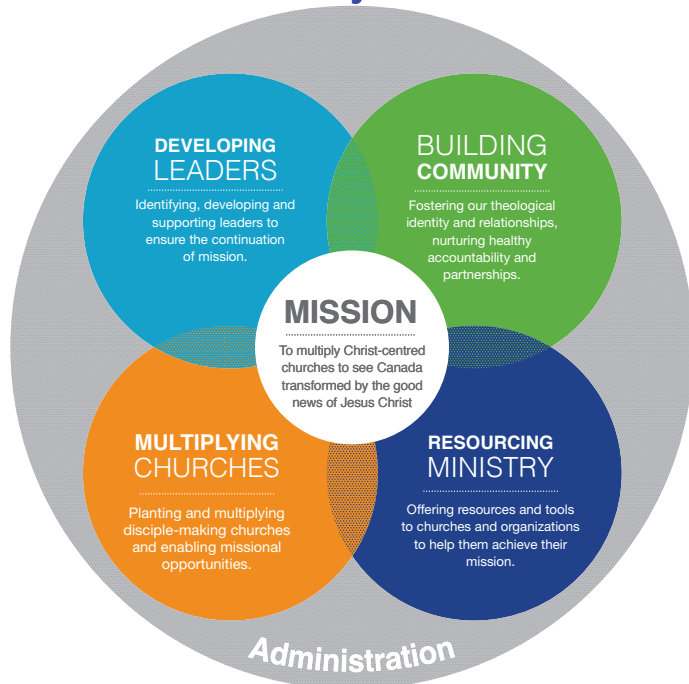 DEVELOPING
LEADERS
Identifying, developing and
supporting leaders to
ensure the continuation
of mission.
BUILDING
COMMUNITY
Fostering our theological
identity and relationships,
nurturing healthy
accountability and
partnerships.
MISSION
To multiply Christ-centred
churches to see Canada
transformed by the good
news of Jesus Christ
MULTIPLYING
CHURCHES
Planting and multiplying
disciple-making churches
and enabling missional
opportunities.
RESOURCING
MINISTRY
Offering resources and tools
to churches and organizations
to help them achieve their
mission.
Administration